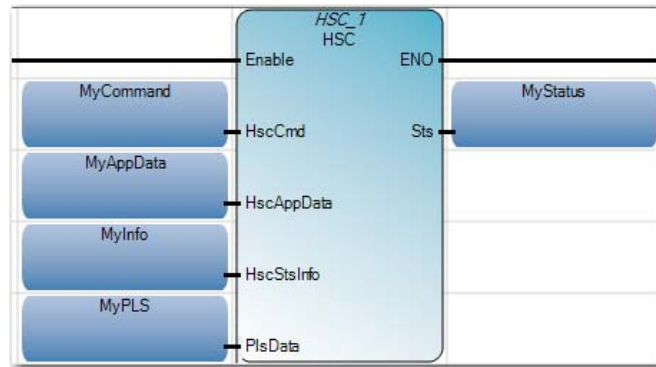 HSC_1
HSC
Enable
ENO
MyCommand
MyStatus
HscCmd
Sts
MyAppData
HscAppData
MyInfo
HscStsInfo
MyPLS
PlsData